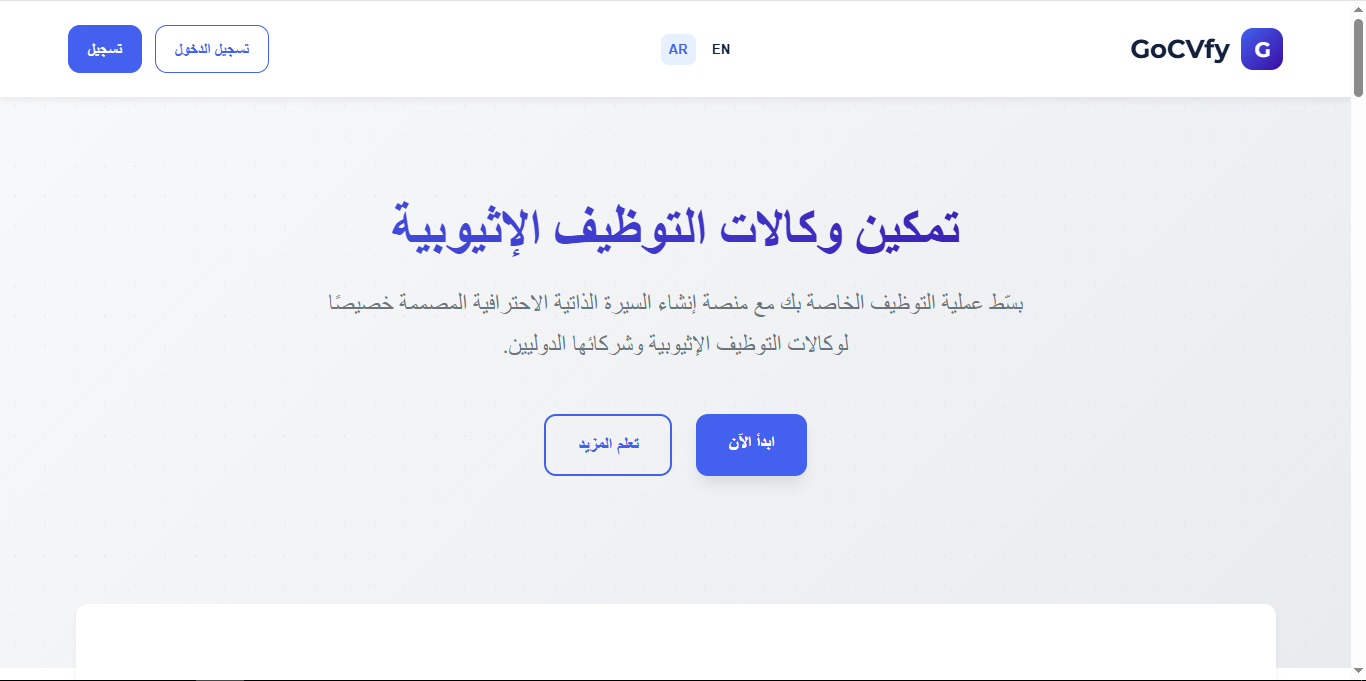 G
GoCVfy
EN
AR
تسجيل الدخول
تسجيل
تمكين وكالات التوظيف الإثيوبية
بسّط عملية التوظيف الخاصة بك مع منصة إنشاء السيرة الذاتية الاحترافية المصممة خصيصًا
لوكالات التوظيف الإثيوبية وشركائها الدوليين.
ابدأ الآن
تعلم المزيد